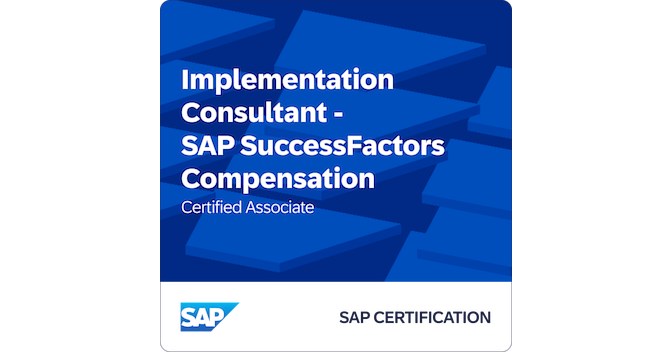 Implementation
Consultant -
SAP SuccessFactors
Compensation
Certified Associate
SAP
SAP CERTIFICATION